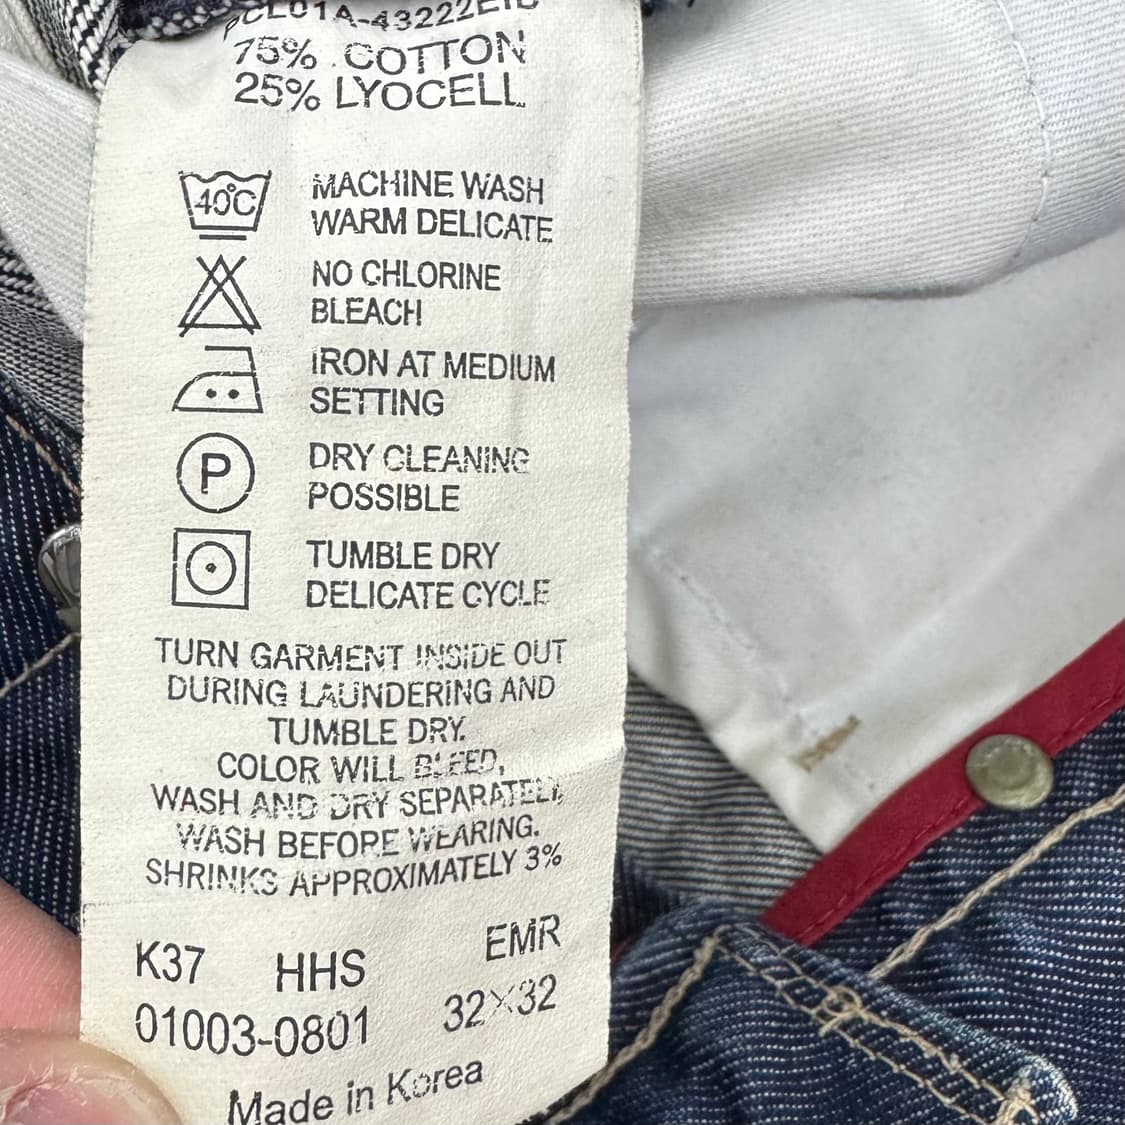 75% COTTON
25% LYOCELL
40°C
MACHINE WASH
WARM DELICATE
NO CHLORINE
BLEACH
IRON AT MEDIUM
SETTING
P
DRY CLEANING
POSSIBLE
TUMBLE DRY
DELICATE CYCLE
TURN GARMENT INSIDE OUT
DURING LAUNDERING AND
TUMBLE DRY.
COLOR WILL BLEED,
WASH AND DRY SEPARATELY,
WASH BEFORE WEARING.
SHRINKS APPROXIMATELY 3%
K37 HHS EMR
01003-0801 32X32
Made in Korea